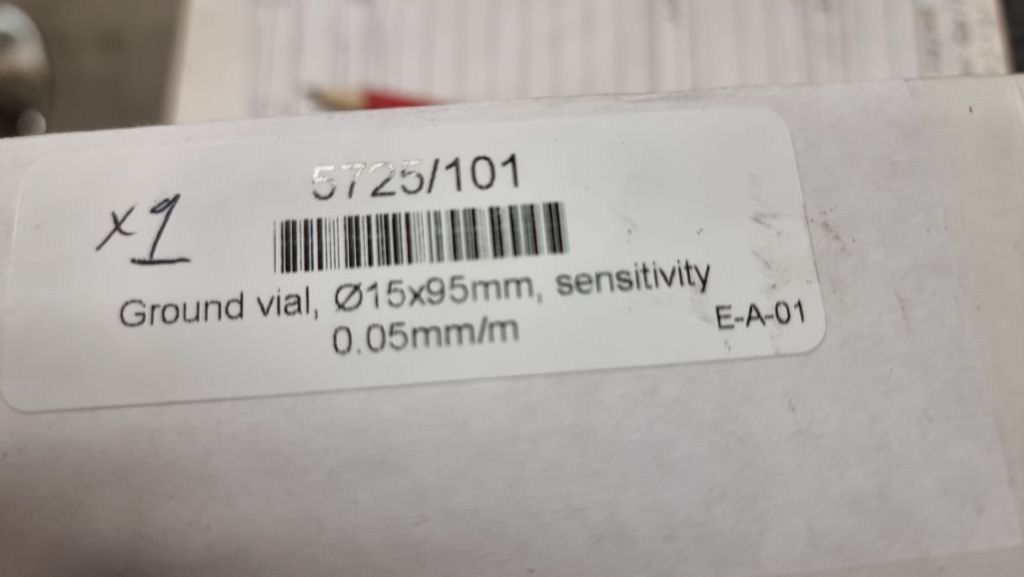 5725/101
x1
Ground vial, Ø15x95mm, sensitivity
0.05mm/m
E-A-01